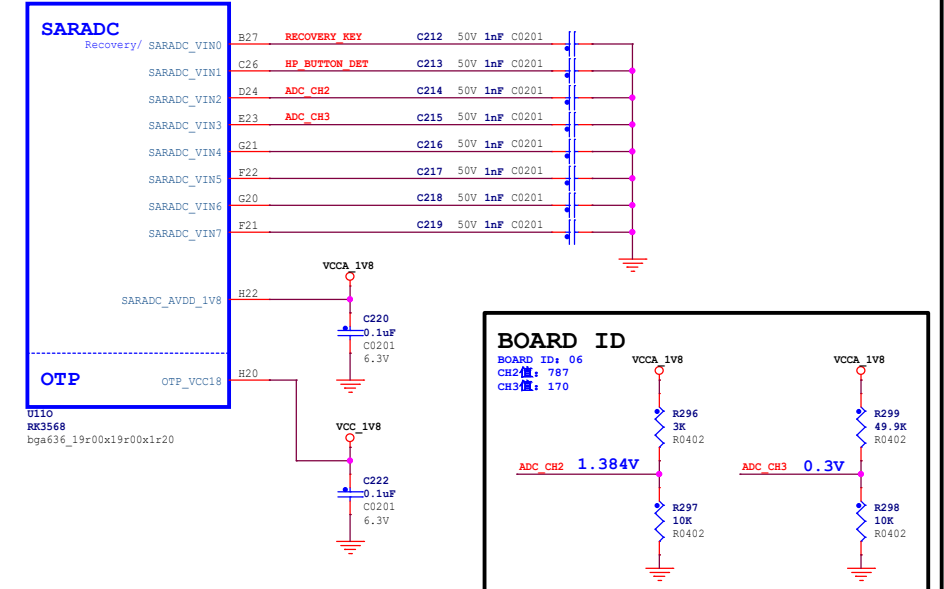 SARADC
Recovery/ SARADC_VIN0 B27 RECOVERY_KEY C212 50V 1nF C0201
SARADC_VIN1 C26 HP_BUTTON_DET C213 50V 1nF C0201
SARADC_VIN2 D24 ADC_CH2 C214 50V 1nF C0201
SARADC_VIN3 E23 ADC_CH3 C215 50V 1nF C0201
SARADC_VIN4 G21 C216 50V 1nF C0201
SARADC_VIN5 F22 C217 50V 1nF C0201
SARADC_VIN6 G20 C218 50V 1nF C0201
SARADC_VIN7 F21 C219 50V 1nF C0201
VCCA_1V8
SARADC_AVDD_1V8 H22
C220
0.1uF
C0201
6.3V
OTP OTP_VCC18 H20
U11O
RK3568
bga636_19r00x19r00x1r20
VCC_1V8
C222
0.1uF
C0201
6.3V
BOARD ID
BOARD ID: 06
CH2值: 787
CH3值: 170
VCCA_1V8
R296
3K
R0402
ADC_CH2 1.384V
R297
10K
R0402
VCCA_1V8
R299
49.9K
R0402
ADC_CH3 0.3V
R298
10K
R0402